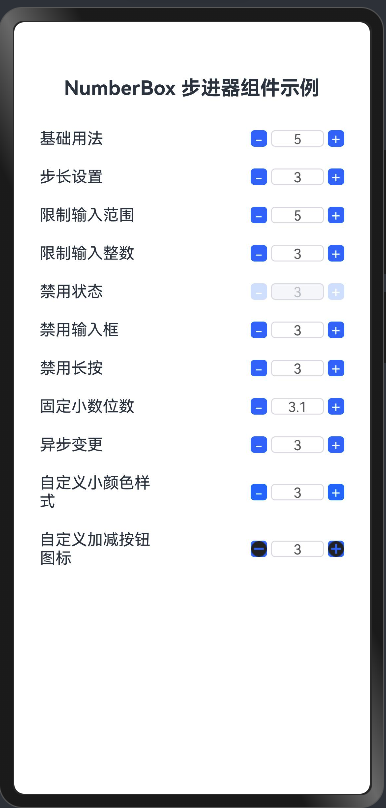 NumberBox 步进器组件示例
基础用法 - 5 +
步长设置 - 3 +
限制输入范围 - 5 +
限制输入整数 - 3 +
禁用状态 - 3 +
禁用输入框 - 3 +
禁用长按 - 3 +
固定小数位数 - 3.1 +
异步变更 - 3 +
自定义小颜色样
式 - 3 +
自定义加减按钮
图标 - 3 +